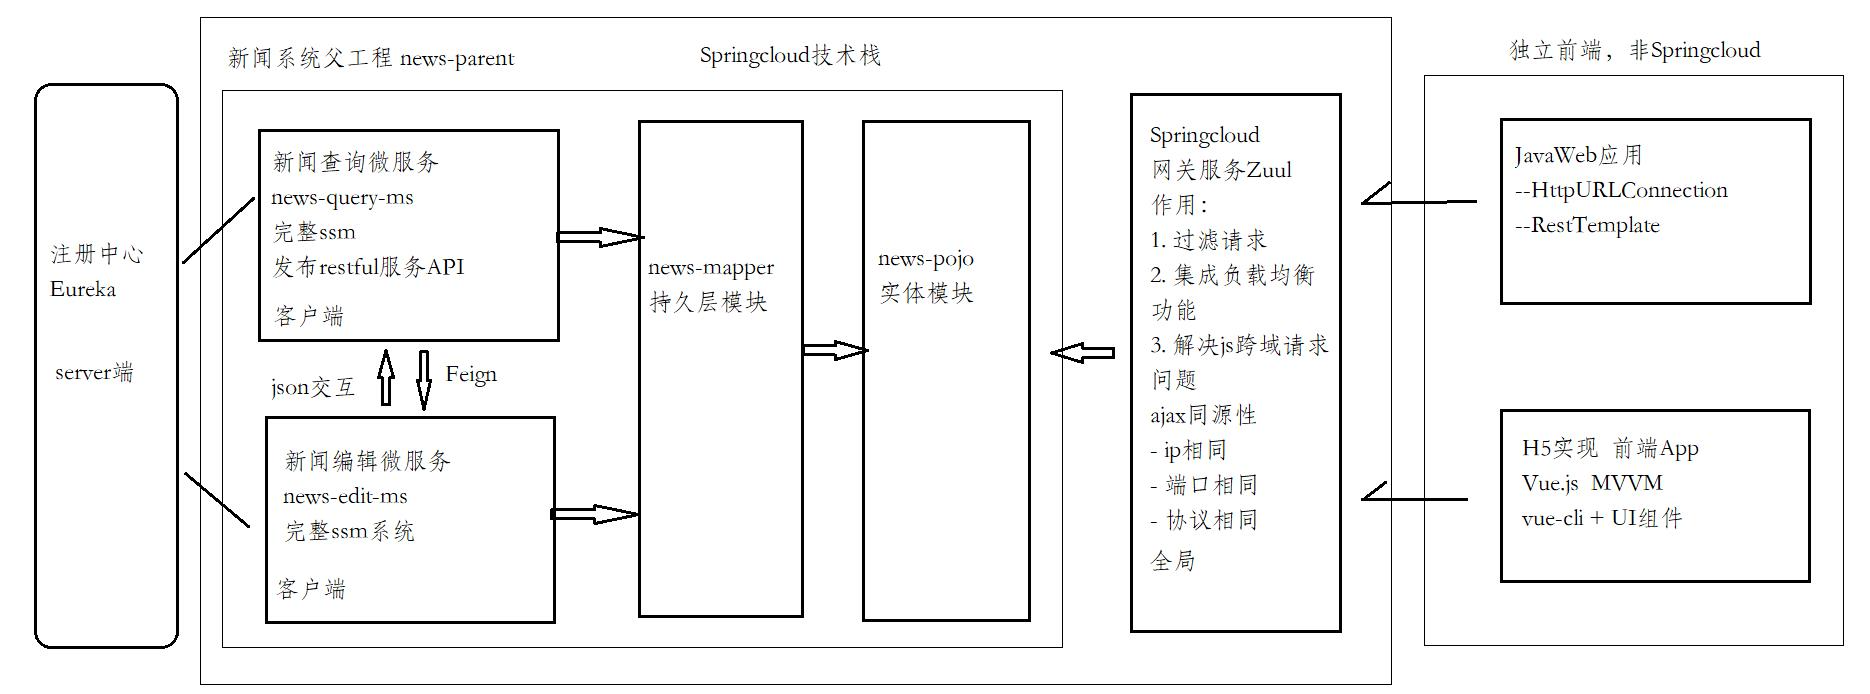 新闻系统父工程 news-parent
Springcloud技术栈
独立前端，非Springcloud
注册中心
Eureka
server端
新闻查询微服务
news-query-ms
完整ssm
发布restful服务API
客户端
json交互
Feign
新闻编辑微服务
news-edit-ms
完整ssm系统
客户端
news-mapper
持久层模块
news-pojo
实体模块
Springcloud
网关服务Zuul
作用：
1. 过滤请求
2. 集成负载均衡
功能
3. 解决js跨域请求
问题
ajax同源性
- ip相同
- 端口相同
- 协议相同
全局
JavaWeb应用
--HttpURLConnection
--RestTemplate
H5实现 前端App
Vue.js MVVM
vue-cli + UI组件